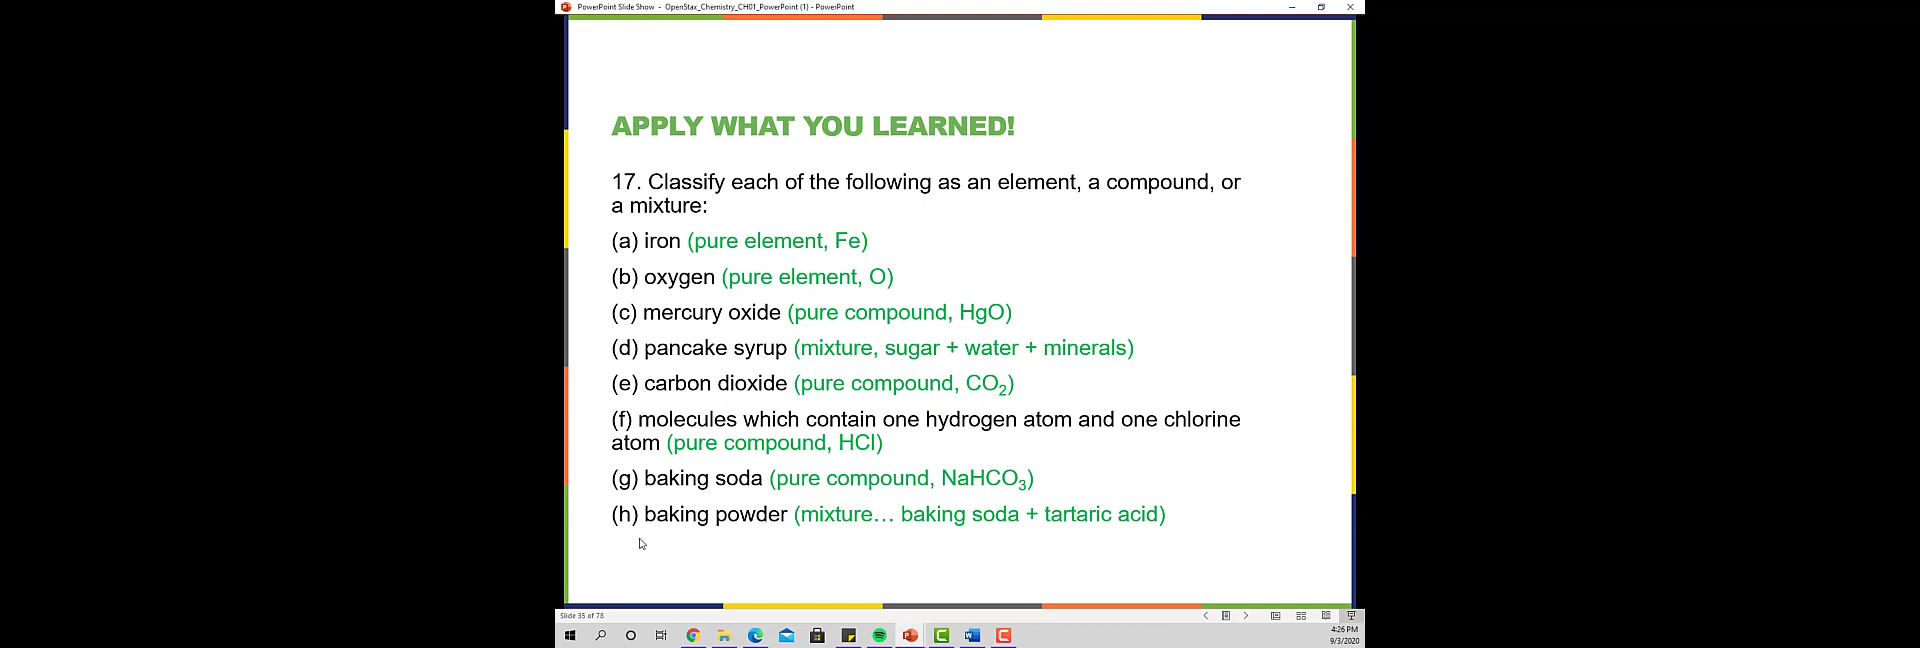 PowerPoint Slide Show - OpenStax_Chemistry_CH01_PowerPoint (1) - PowerPoint
APPLY WHAT YOU LEARNED!
17. Classify each of the following as an element, a compound, or
a mixture:
(a) iron (pure element, Fe)
(b) oxygen (pure element, O)
(c) mercury oxide (pure compound, HgO)
(d) pancake syrup (mixture, sugar + water + minerals)
(e) carbon dioxide (pure compound, CO₂)
(f) molecules which contain one hydrogen atom and one chlorine
atom (pure compound, HCl)
(g) baking soda (pure compound, NaHCO₃)
(h) baking powder (mixture… baking soda + tartaric acid)
Slide 35 of 78
4:26 PM
9/3/2020